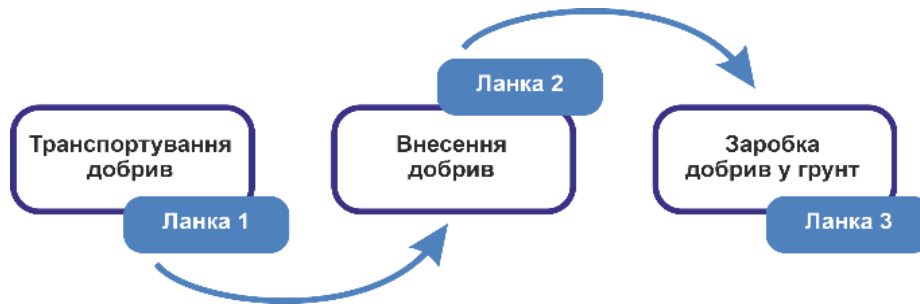 Транспортування
добрив
Ланка 1
Внесення
добрив
Ланка 2
Заробка
добрив у грунт
Ланка 3